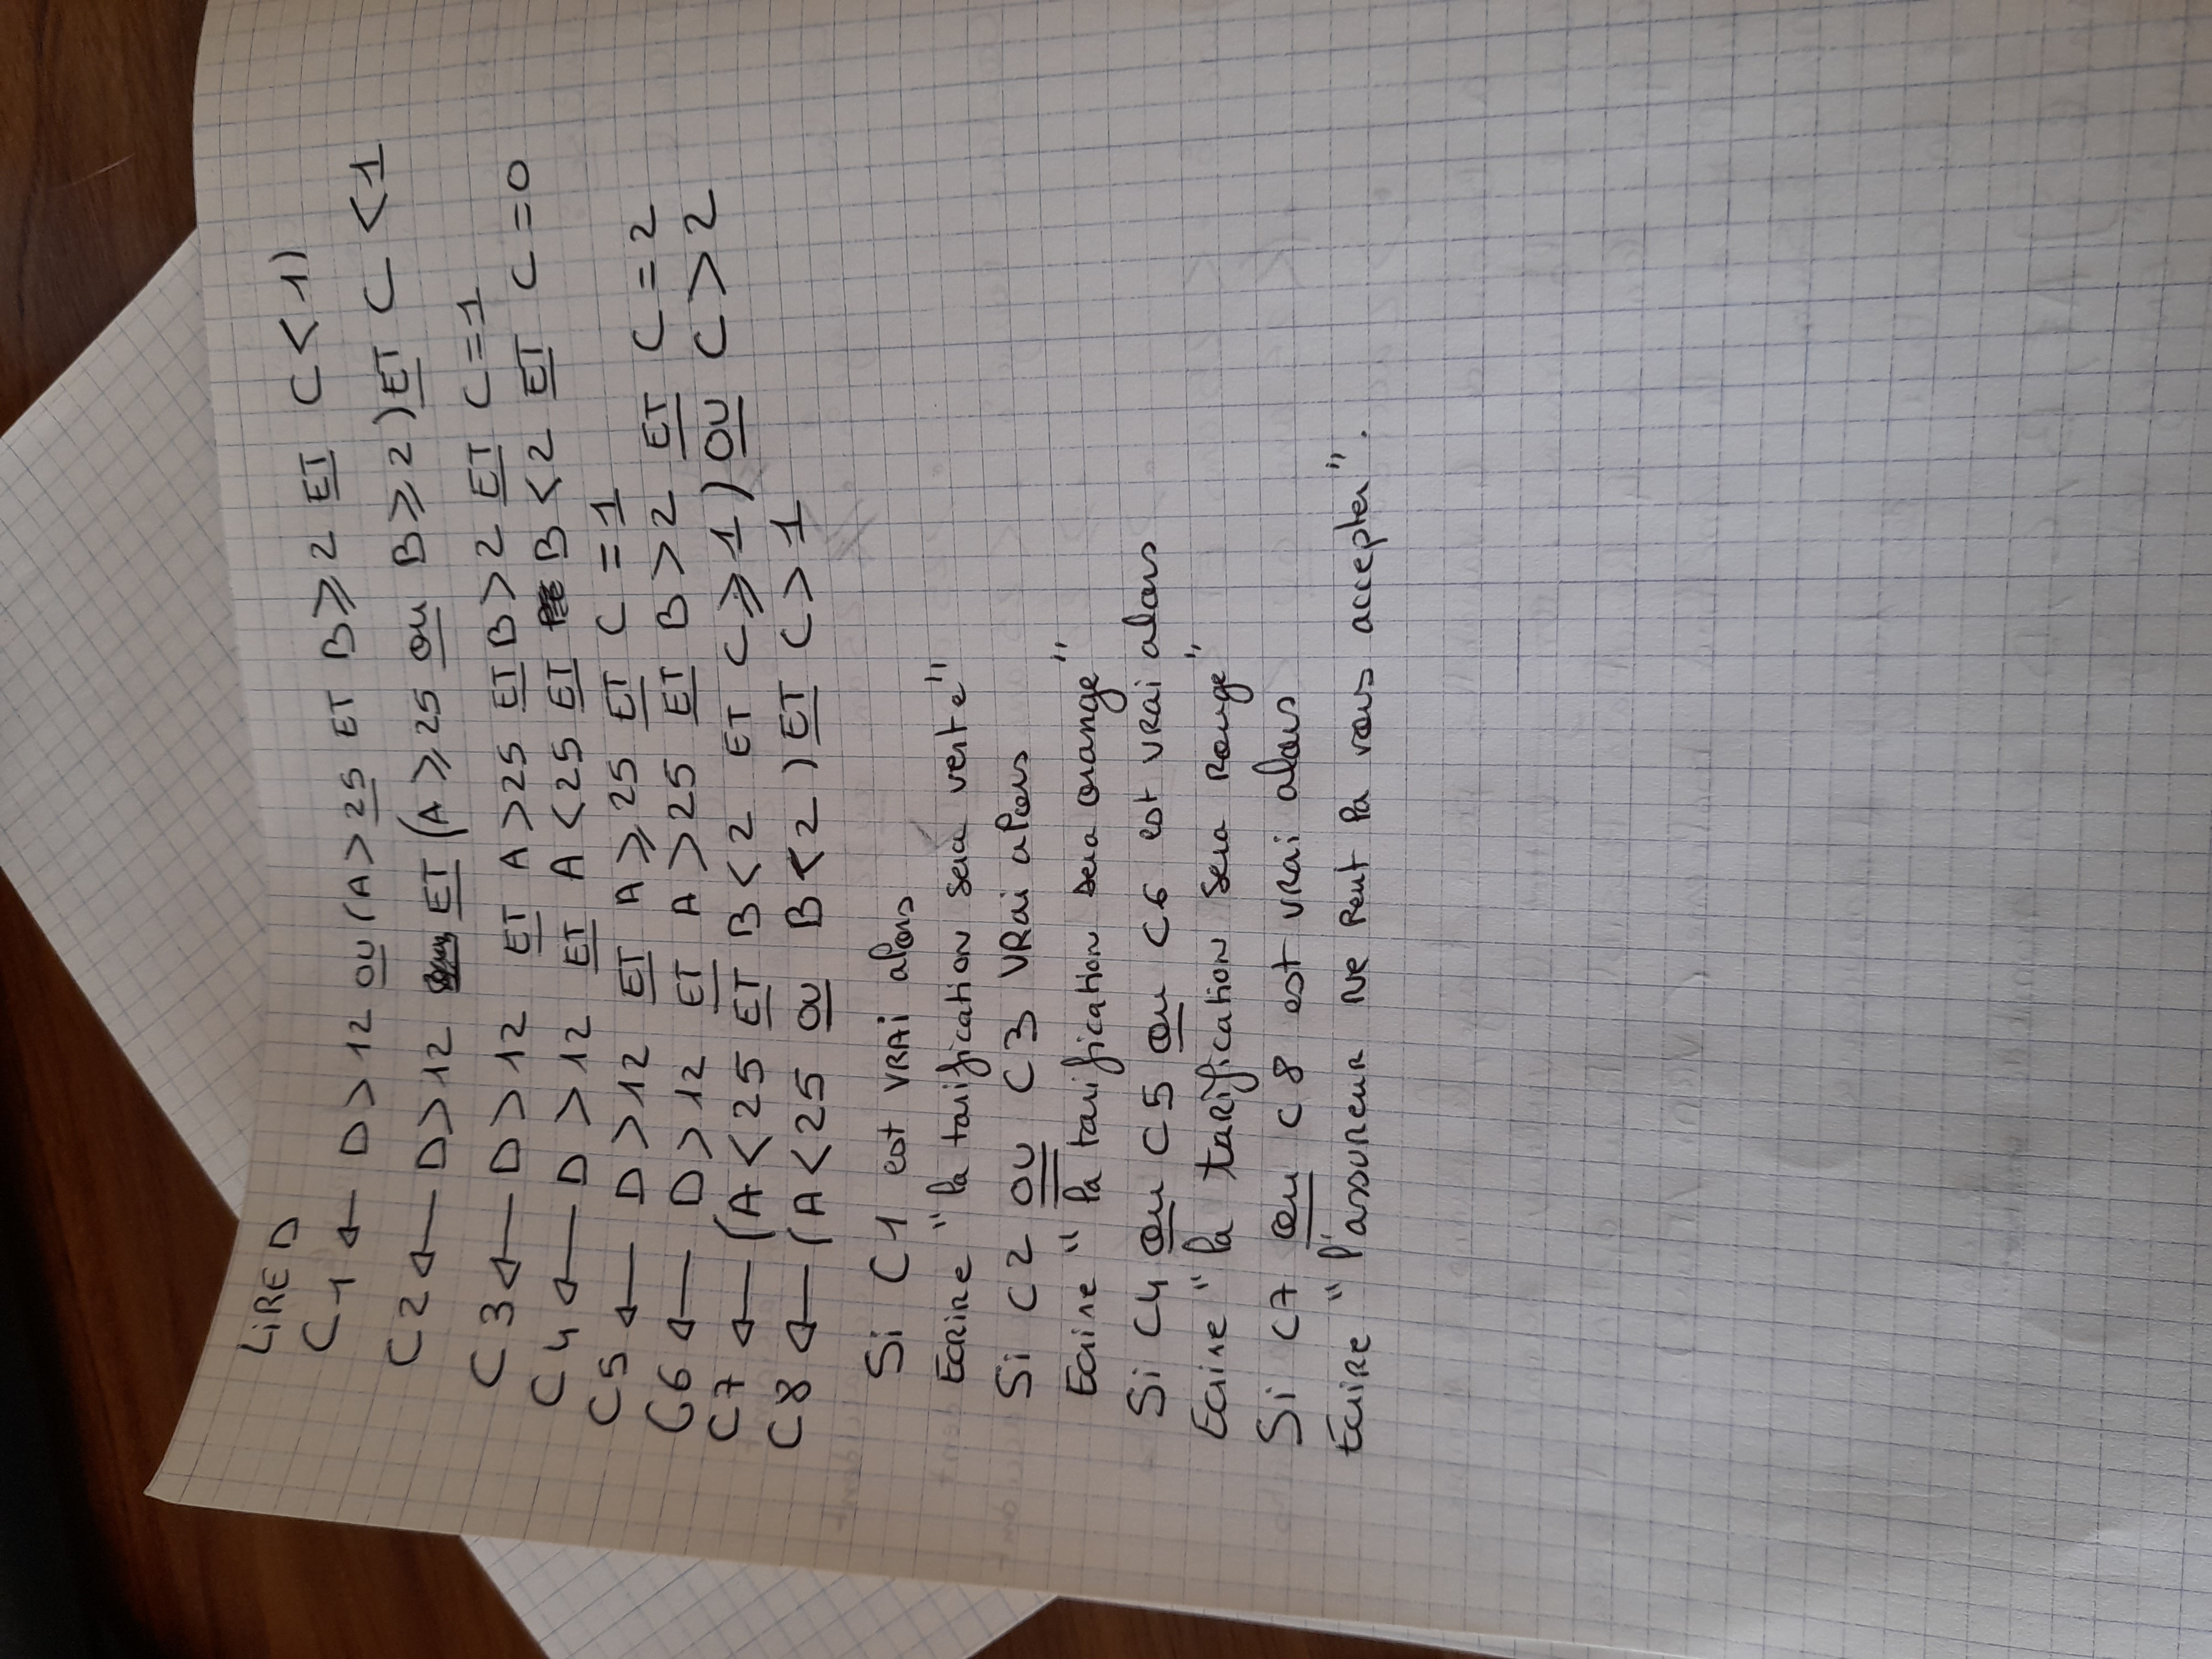 LiRE D
C1 ← D > 12 OU (A > 25 ET B ⩾ 2 ET C < 1)
C2 ← D > 12 ET (A ⩾ 25 ou B ⩾ 2) ET C < 1
C3 ← D > 12 ET A > 25 ET B > 2 ET C = 1
C4 ← D > 12 ET A < 25 ET B < 2 ET C = 0
C5 ← D > 12 ET A ⩾ 25 ET C = 1
C6 ← D > 12 ET A > 25 ET B > 2 ET C = 2
C7 ← (A < 25 ET B < 2 ET C ⩾ 1) OU C > 2
C8 ← (A < 25 OU B < 2) ET C > 1
Si C1 est VRAi alors
Ecrire "la tarification sera verte"
Si C2 OU C3 VRai alors
Ecrire "la tarification sera orange"
Si C4 ou C5 ou C6 est vrai alors
Ecrire "la tarification sera Rouge"
Si C7 ou C8 est vrai alors
Ecrire "l'assureur Ne Peut Pa vous accepter".